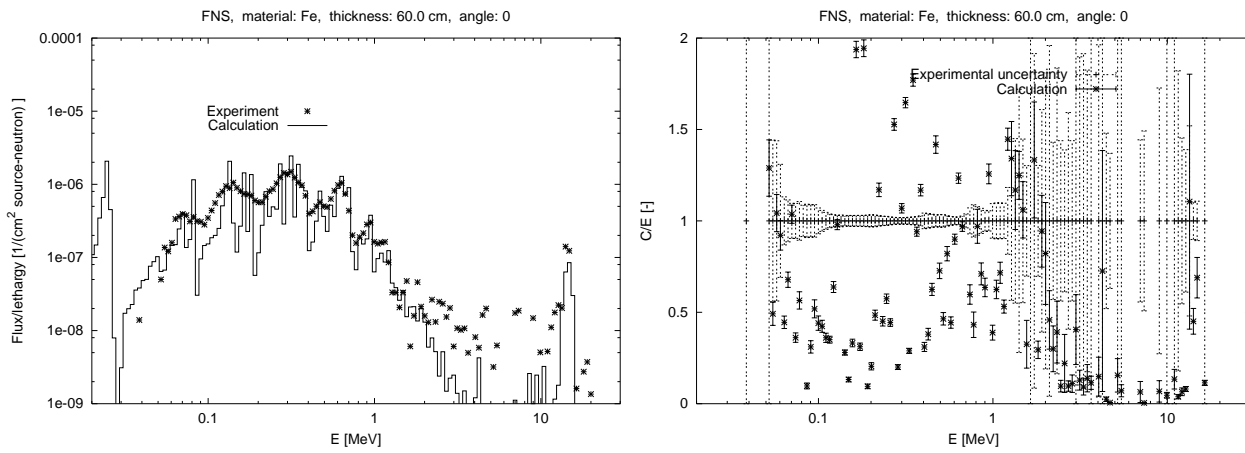 FNS, material: Fe, thickness: 60.0 cm, angle: 0
0.0001
1e-05
1e-06
1e-07
1e-08
1e-09
Flux/lethargy [1/(cm² source-neutron) ]
Experiment
Calculation
0.1
1
10
E [MeV]
FNS, material: Fe, thickness: 60.0 cm, angle: 0
2
1.5
1
0.5
0
C/E [-]
Experimental uncertainty
Calculation
0.1
1
10
E [MeV]